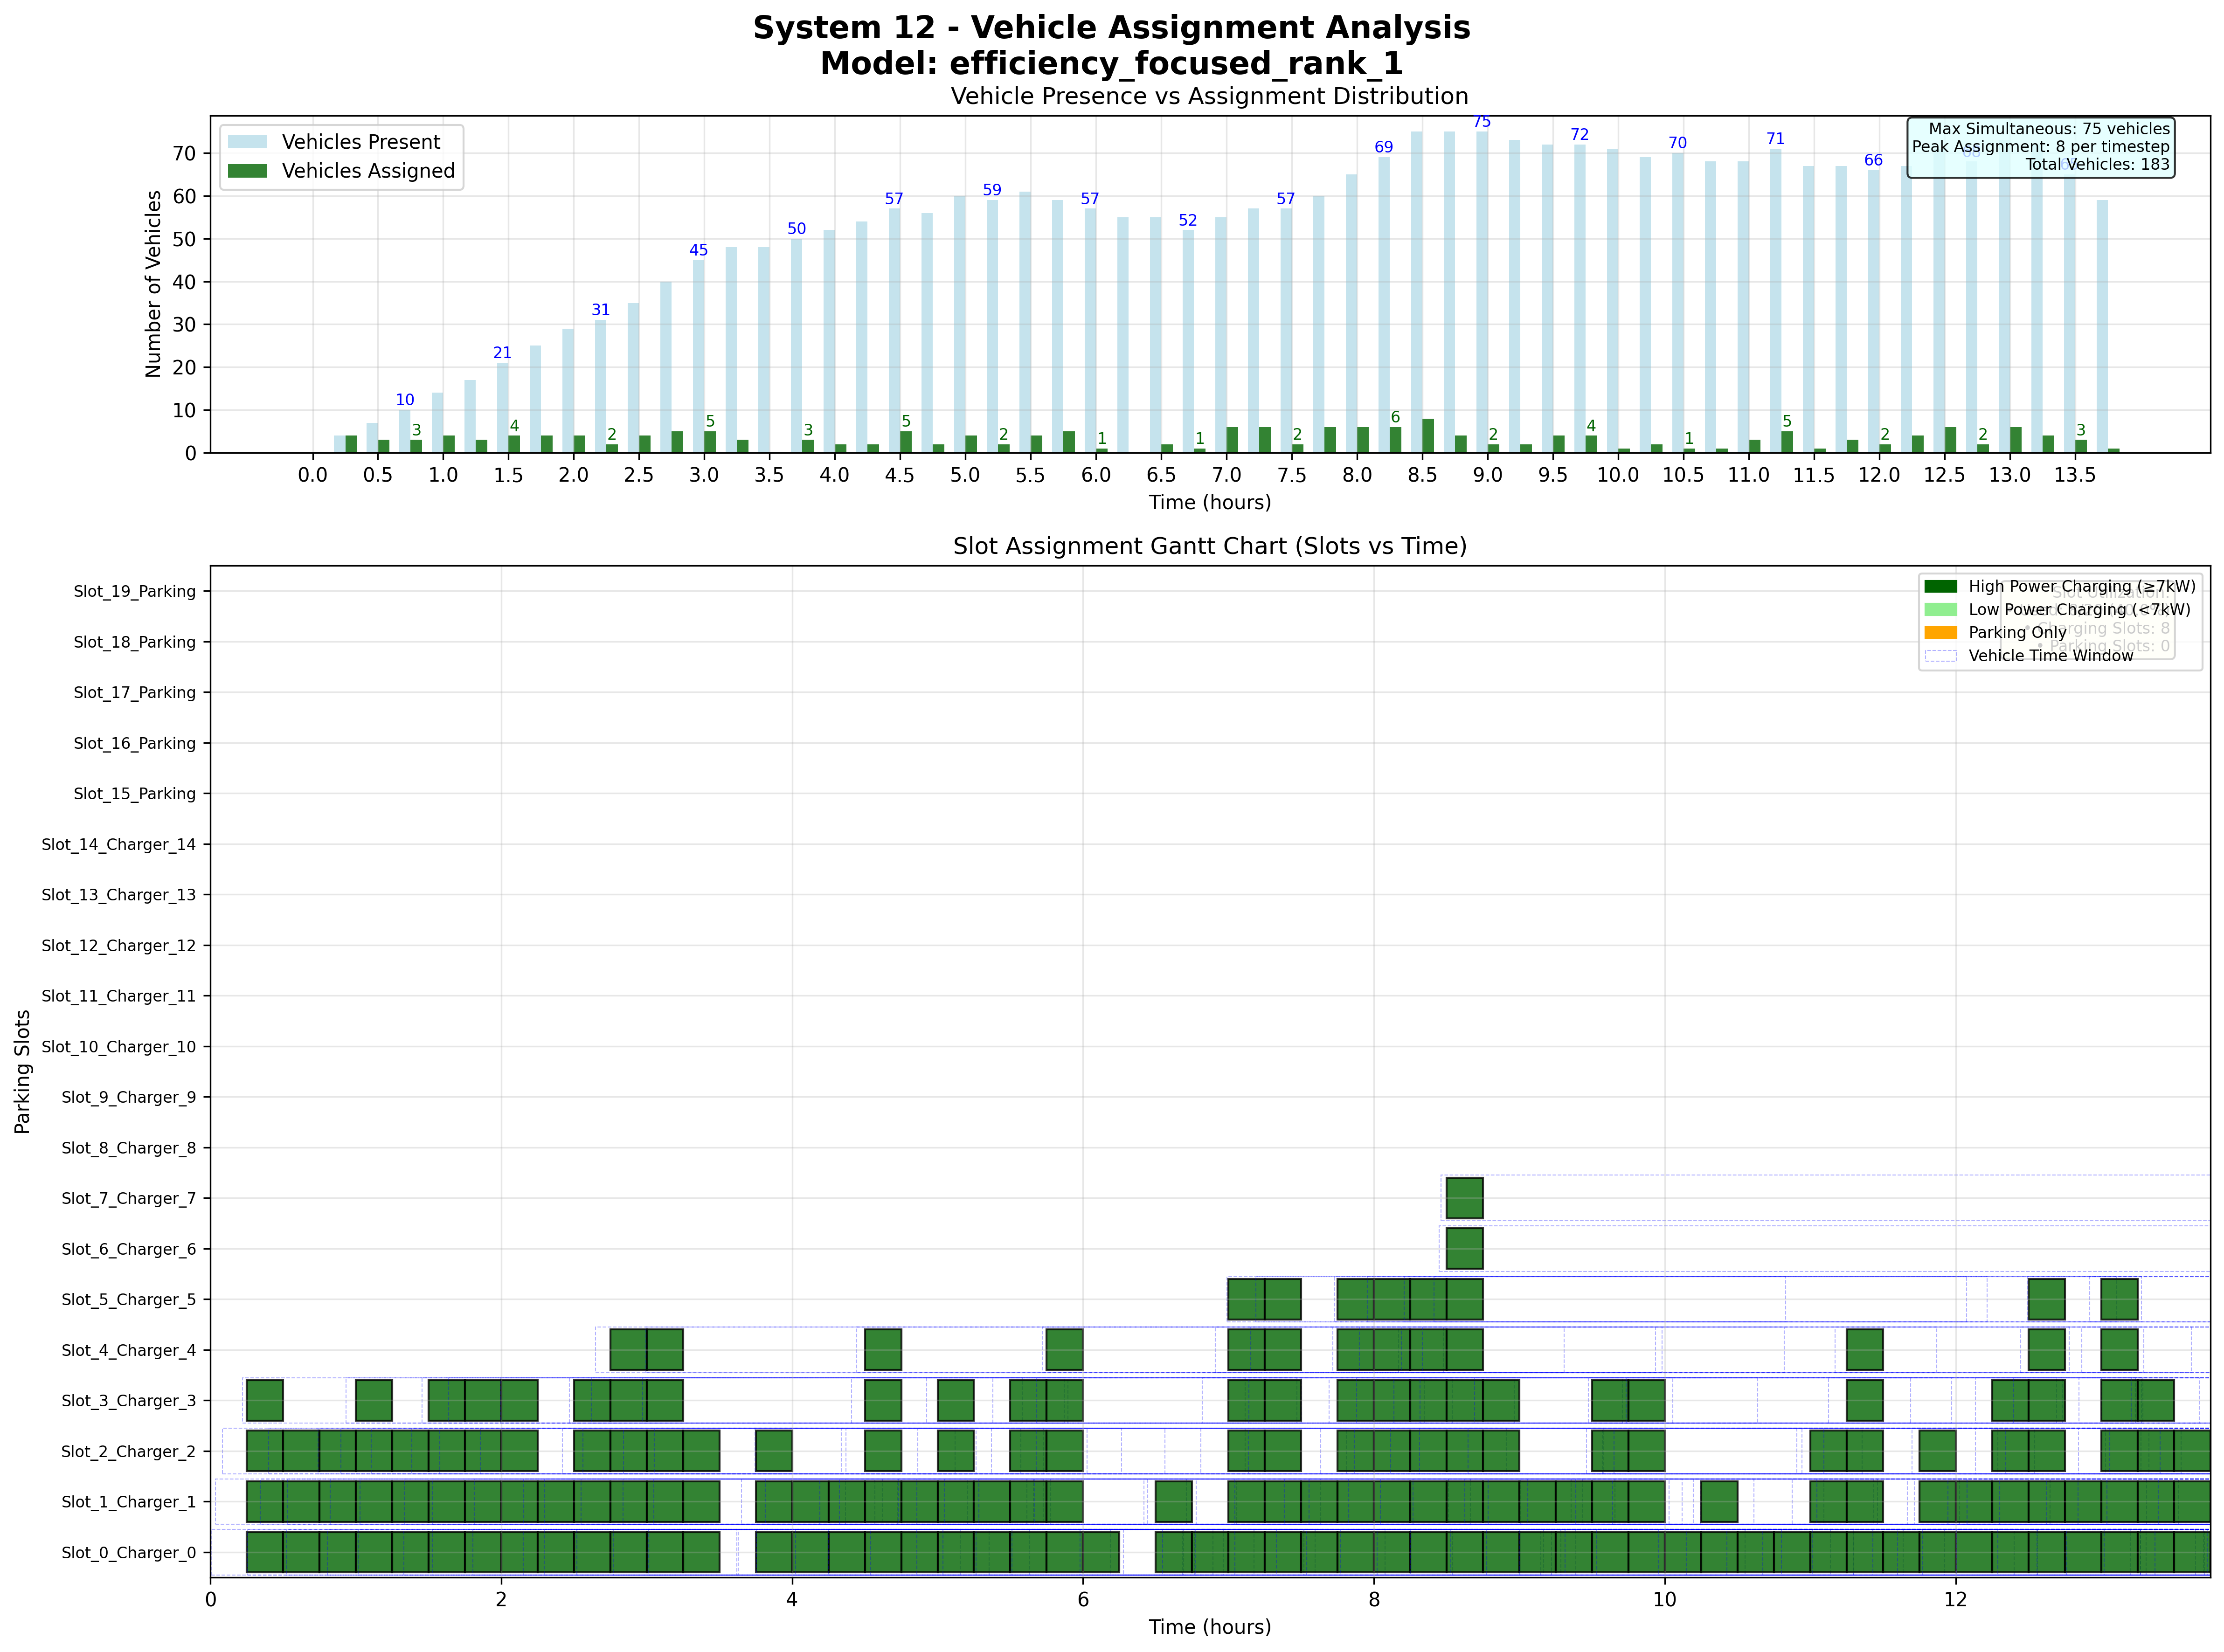 System 12 - Vehicle Assignment Analysis
Model: efficiency_focused_rank_1
Vehicle Presence vs Assignment Distribution
Vehicles Present
Vehicles Assigned
Max Simultaneous: 75 vehicles
Peak Assignment: 8 per timestep
Total Vehicles: 183
Number of Vehicles
70
60
50
40
30
20
10
0
10 21 31 45 50 57 59 57 52 57 69 75 72 70 71 66
3 4 2 5 3 5 2 1 1 2 6 2 4 1 5 2 2 3
0.0 0.5 1.0 1.5 2.0 2.5 3.0 3.5 4.0 4.5 5.0 5.5 6.0 6.5 7.0 7.5 8.0 8.5 9.0 9.5 10.0 10.5 11.0 11.5 12.0 12.5 13.0 13.5
Time (hours)
Slot Assignment Gantt Chart (Slots vs Time)
High Power Charging (≥7kW)
Low Power Charging (<7kW)
Parking Only
Vehicle Time Window
Slot Utilization:
• Charging Slots: 8
• Parking Slots: 0
Parking Slots
Slot_19_Parking
Slot_18_Parking
Slot_17_Parking
Slot_16_Parking
Slot_15_Parking
Slot_14_Charger_14
Slot_13_Charger_13
Slot_12_Charger_12
Slot_11_Charger_11
Slot_10_Charger_10
Slot_9_Charger_9
Slot_8_Charger_8
Slot_7_Charger_7
Slot_6_Charger_6
Slot_5_Charger_5
Slot_4_Charger_4
Slot_3_Charger_3
Slot_2_Charger_2
Slot_1_Charger_1
Slot_0_Charger_0
0 2 4 6 8 10 12
Time (hours)